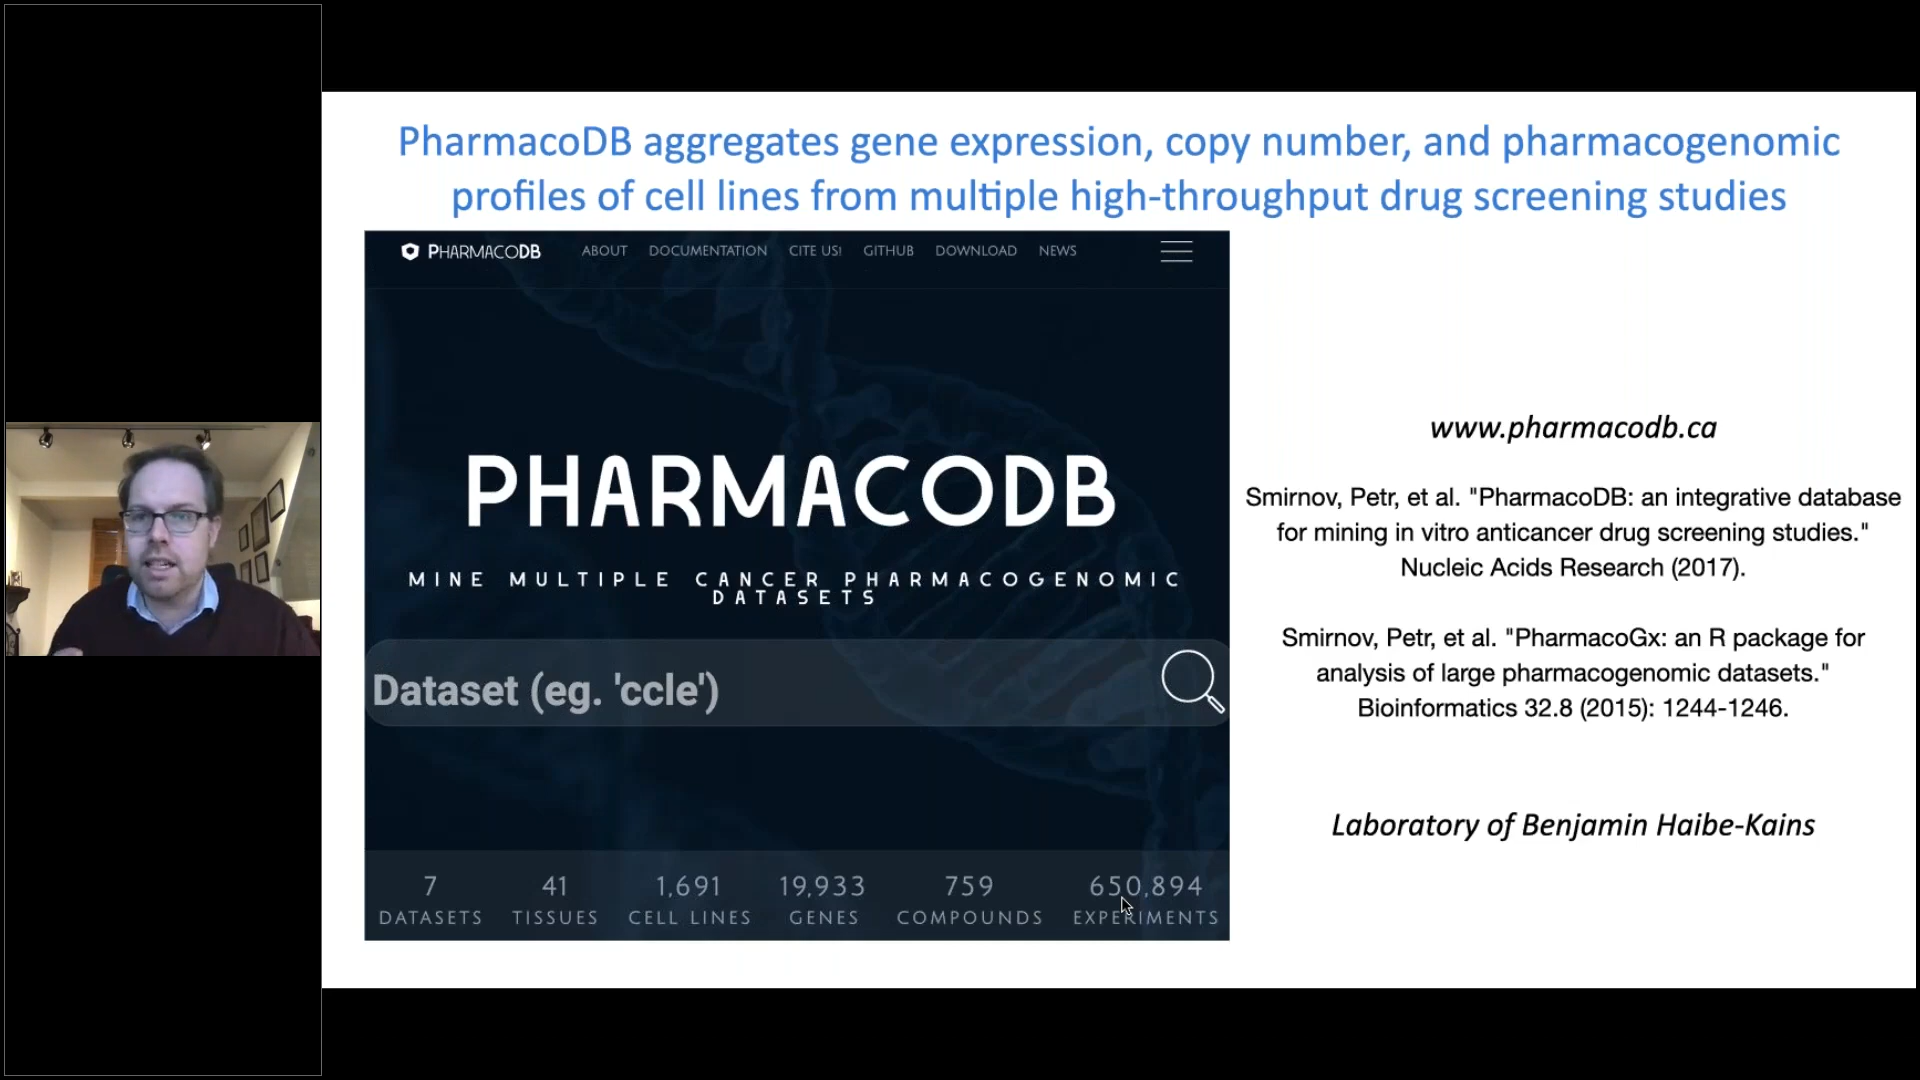 PharmacoDB aggregates gene expression, copy number, and pharmacogenomic
profiles of cell lines from multiple high-throughput drug screening studies
PHARMACODB ABOUT DOCUMENTATION CITE US! GITHUB DOWNLOAD NEWS
PHARMACODB
MINE MULTIPLE CANCER PHARMACOGENOMIC
DATASETS
Dataset (eg. 'ccle')
7 41 1,691 19,933 759 650,894
DATASETS TISSUES CELL LINES GENES COMPOUNDS EXPERIMENTS
www.pharmacodb.ca
Smirnov, Petr, et al. "PharmacoDB: an integrative database
for mining in vitro anticancer drug screening studies."
Nucleic Acids Research (2017).
Smirnov, Petr, et al. "PharmacoGx: an R package for
analysis of large pharmacogenomic datasets."
Bioinformatics 32.8 (2015): 1244-1246.
Laboratory of Benjamin Haibe-Kains